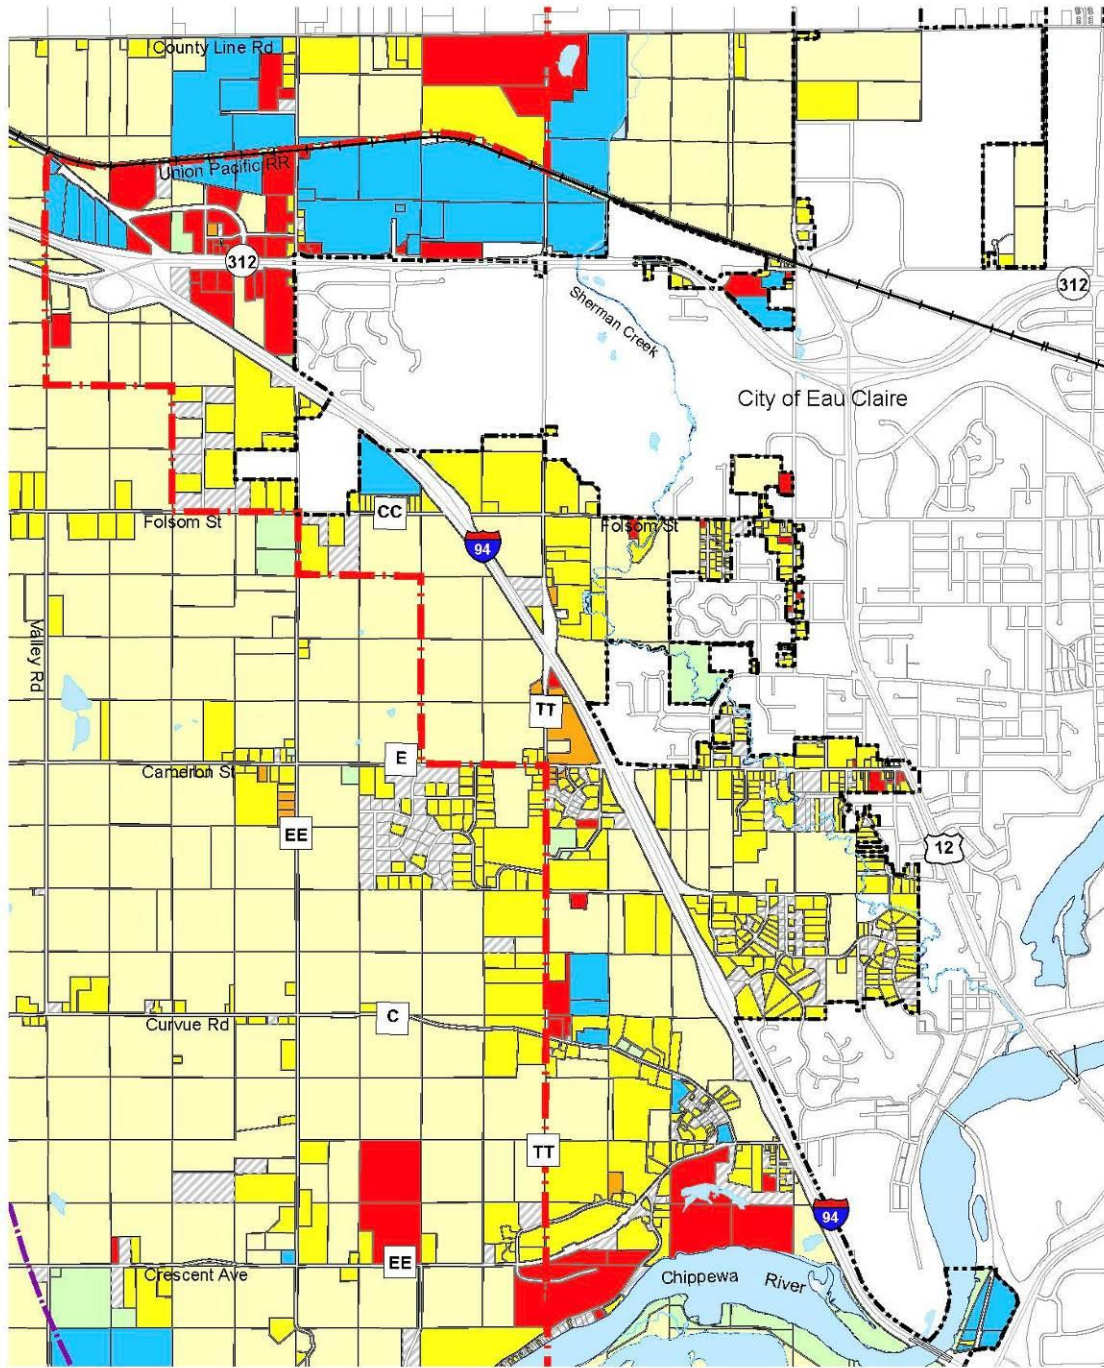 County Line Rd
Union Pacific RR
312
312
Sherman Creek
City of Eau Claire
CC
Folsom St
Folsom St
94
Valley Rd
TT
E
Cameron St
EE
12
C
Curvue Rd
TT
94
EE
Crescent Ave
Chippewa River